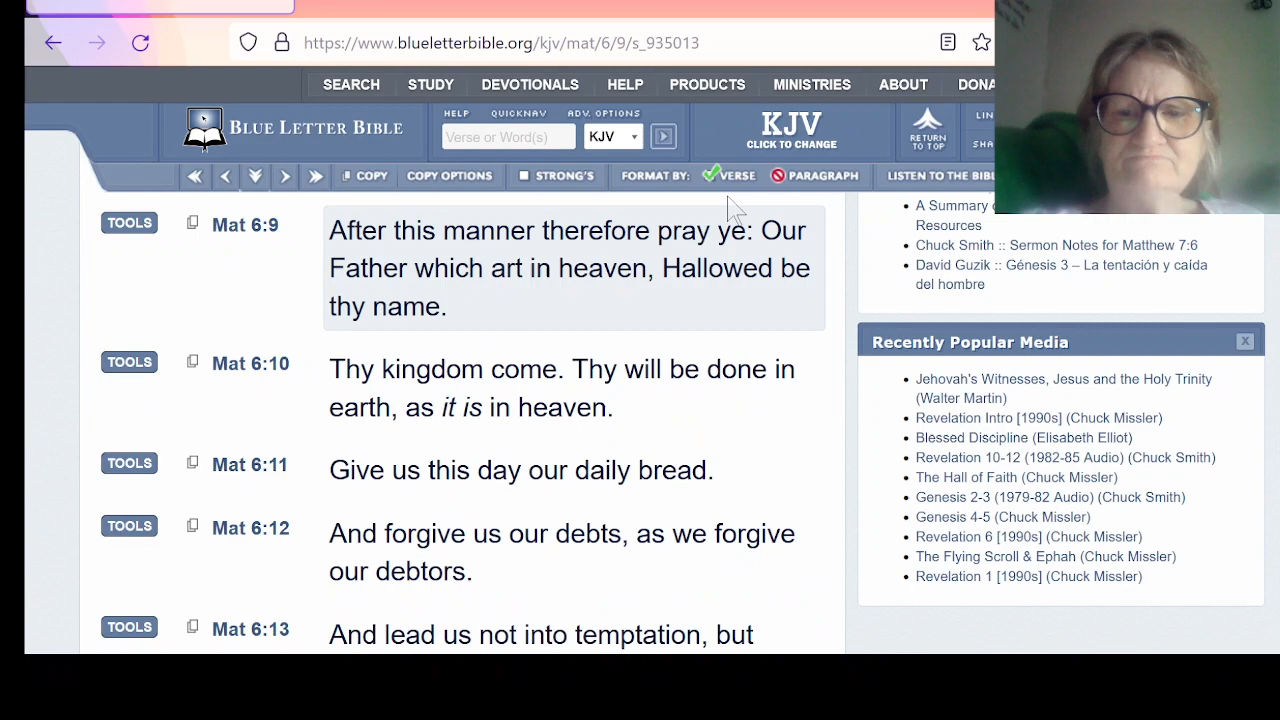 https://www.blueletterbible.org/kjv/mat/6/9/s_935013
SEARCH STUDY DEVOTIONALS HELP PRODUCTS MINISTRIES ABOUT DONA
BLUE LETTER BIBLE
HELP QUICKNAV ADV. OPTIONS
Verse or Word(s) KJV
KJV
CLICK TO CHANGE
RETURN
TO TOP
LIN
SHA
COPY COPY OPTIONS STRONG'S FORMAT BY: VERSE PARAGRAPH LISTEN TO THE BIBL
TOOLS Mat 6:9 After this manner therefore pray ye: Our
Father which art in heaven, Hallowed be
thy name.
TOOLS Mat 6:10 Thy kingdom come. Thy will be done in
earth, as it is in heaven.
TOOLS Mat 6:11 Give us this day our daily bread.
TOOLS Mat 6:12 And forgive us our debts, as we forgive
our debtors.
TOOLS Mat 6:13 And lead us not into temptation, but
A Summary o
Resources
Chuck Smith :: Sermon Notes for Matthew 7:6
David Guzik :: Génesis 3 – La tentación y caída
del hombre
Recently Popular Media x
Jehovah's Witnesses, Jesus and the Holy Trinity
(Walter Martin)
Revelation Intro [1990s] (Chuck Missler)
Blessed Discipline (Elisabeth Elliot)
Revelation 10-12 (1982-85 Audio) (Chuck Smith)
The Hall of Faith (Chuck Missler)
Genesis 2-3 (1979-82 Audio) (Chuck Smith)
Genesis 4-5 (Chuck Missler)
Revelation 6 [1990s] (Chuck Missler)
The Flying Scroll & Ephah (Chuck Missler)
Revelation 1 [1990s] (Chuck Missler)